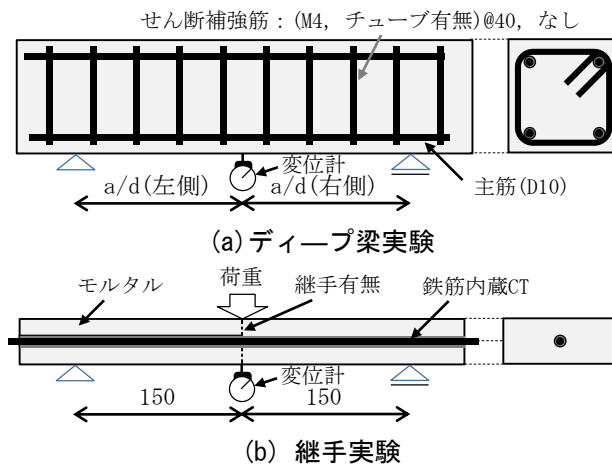 せん断補強筋：(M4, チューブ有無)@40, なし
変位計
a/d(左側)
a/d(右側)
主筋(D10)
(a)ディープ梁実験
モルタル
荷重
継手有無
鉄筋内蔵CT
変位計
150
150
(b) 継手実験